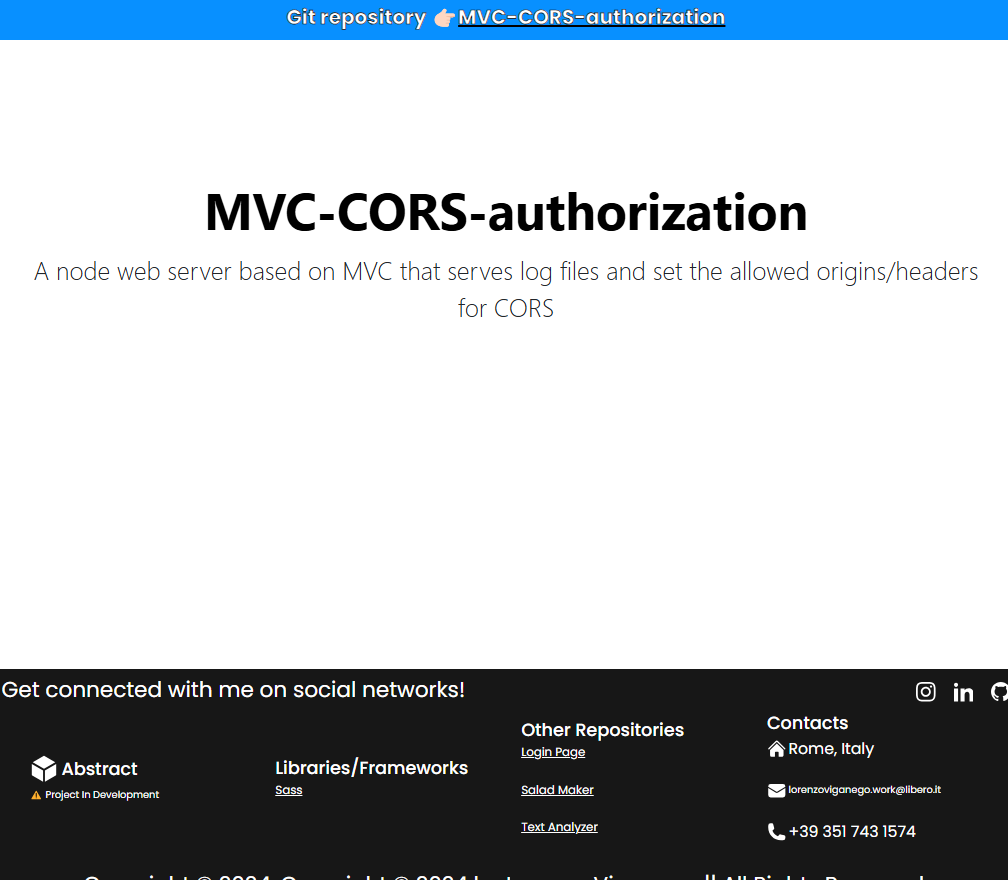 Git repository 👉🏻MVC-CORS-authorization
MVC-CORS-authorization
A node web server based on MVC that serves log files and set the allowed origins/headers
for CORS
Get connected with me on social networks!
Abstract
⚠ Project In Development
Libraries/Frameworks
Sass
Other Repositories
Login Page
Salad Maker
Text Analyzer
Contacts
Rome, Italy
lorenzoviganego.work@libero.it
+39 351 743 1574